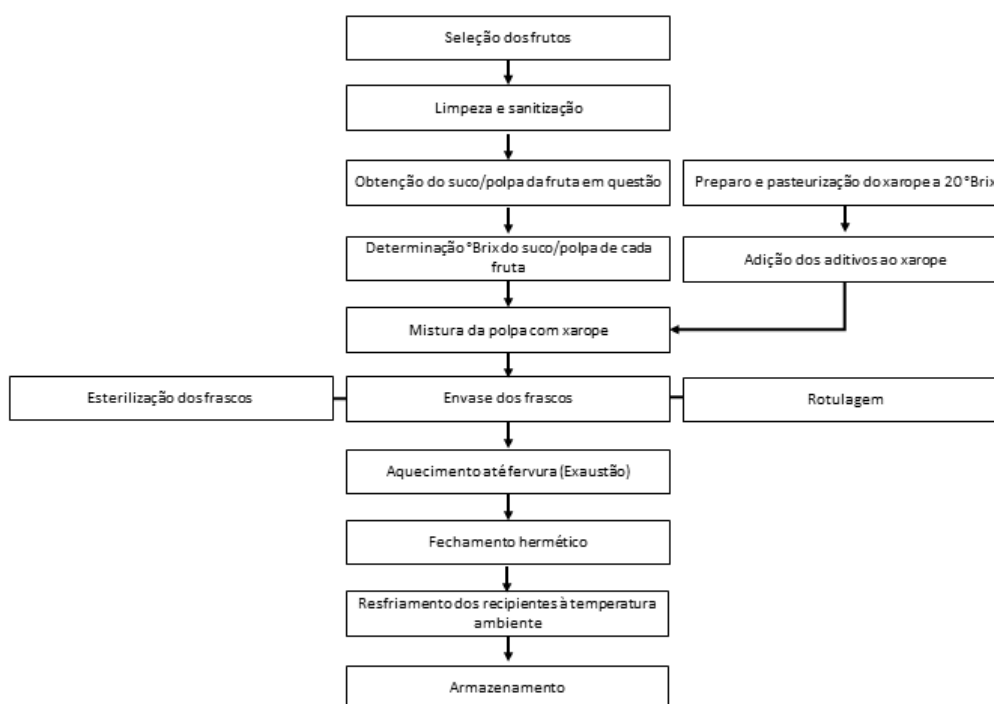 Seleção dos frutos
Limpeza e sanitização
Obtenção do suco/polpa da fruta em questão
Preparo e pasteurização do xarope a 20°Brix
Determinação °Brix do suco/polpa de cada
fruta
Adição dos aditivos ao xarope
Mistura da polpa com xarope
Esterilização dos frascos
Envase dos frascos
Rotulagem
Aquecimento até fervura (Exaustão)
Fechamento hermético
Resfriamento dos recipientes à temperatura
ambiente
Armazenamento